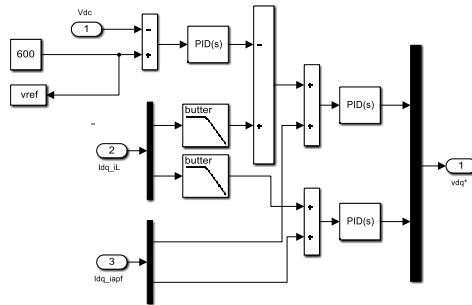 Vdc
1
600
vref
PID(s)
butter
PID(s)
2
Idq_iL
butter
1
vdq*
PID(s)
3
Idq_iapf